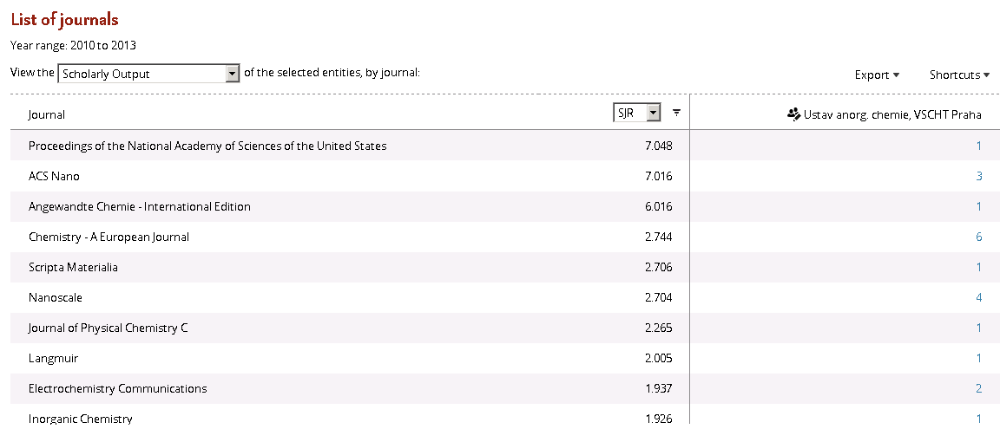 List of journals
Year range: 2010 to 2013
View the Scholarly Output of the selected entities, by journal:
Export Shortcuts
Journal SJR Ustav anorg. chemie, VSCHT Praha
Proceedings of the National Academy of Sciences of the United States 7.048 1
ACS Nano 7.016 3
Angewandte Chemie - International Edition 6.016 1
Chemistry - A European Journal 2.744 6
Scripta Materialia 2.706 1
Nanoscale 2.704 4
Journal of Physical Chemistry C 2.265 1
Langmuir 2.005 1
Electrochemistry Communications 1.937 2
Inorganic Chemistry 1.926 1